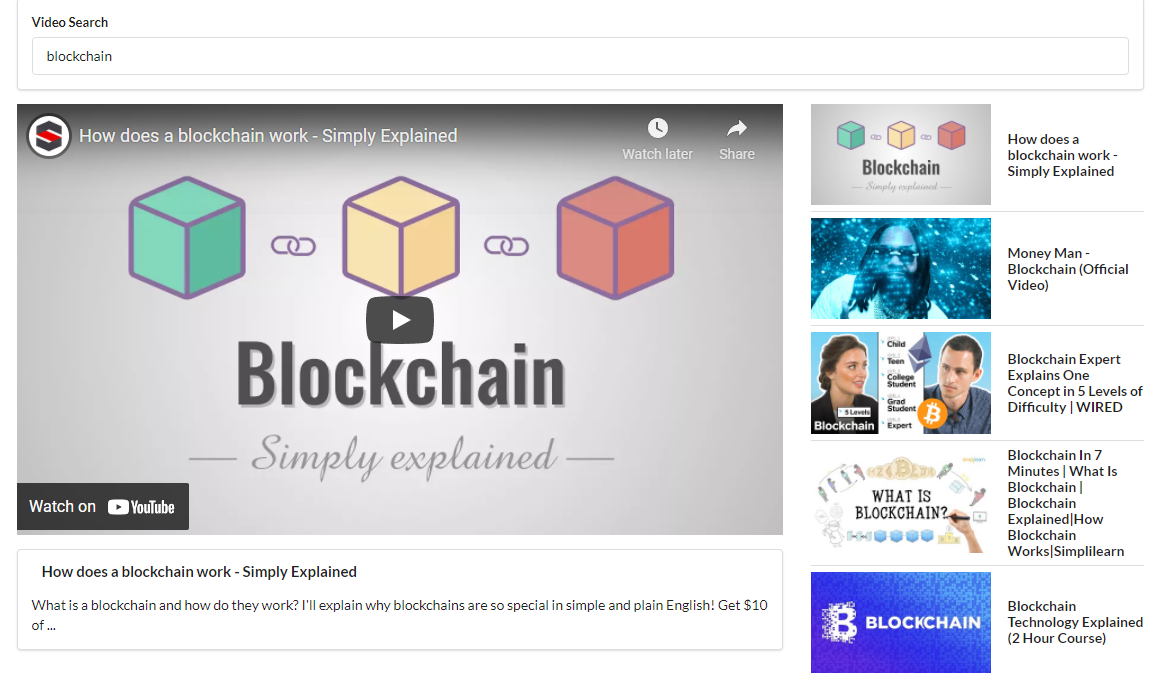 Video Search
blockchain
How does a blockchain work - Simply Explained
Watch later
Share
Blockchain
Simply explained
Watch on YouTube
How does a blockchain work - Simply Explained
What is a blockchain and how do they work? I'll explain why blockchains are so special in simple and plain English! Get $10
of ...
Blockchain
Simply explained
How does a
blockchain work -
Simply Explained
Money Man -
Blockchain (Official
Video)
Child
Teen
College
Student
Grad
Student
Expert
5 Levels
Blockchain
Blockchain Expert
Explains One
Concept in 5 Levels of
Difficulty | WIRED
WHAT IS
BLOCKCHAIN?
Blockchain In 7
Minutes | What Is
Blockchain |
Blockchain
Explained|How
Blockchain
Works|Simplilearn
BLOCKCHAIN
Blockchain
Technology Explained
(2 Hour Course)